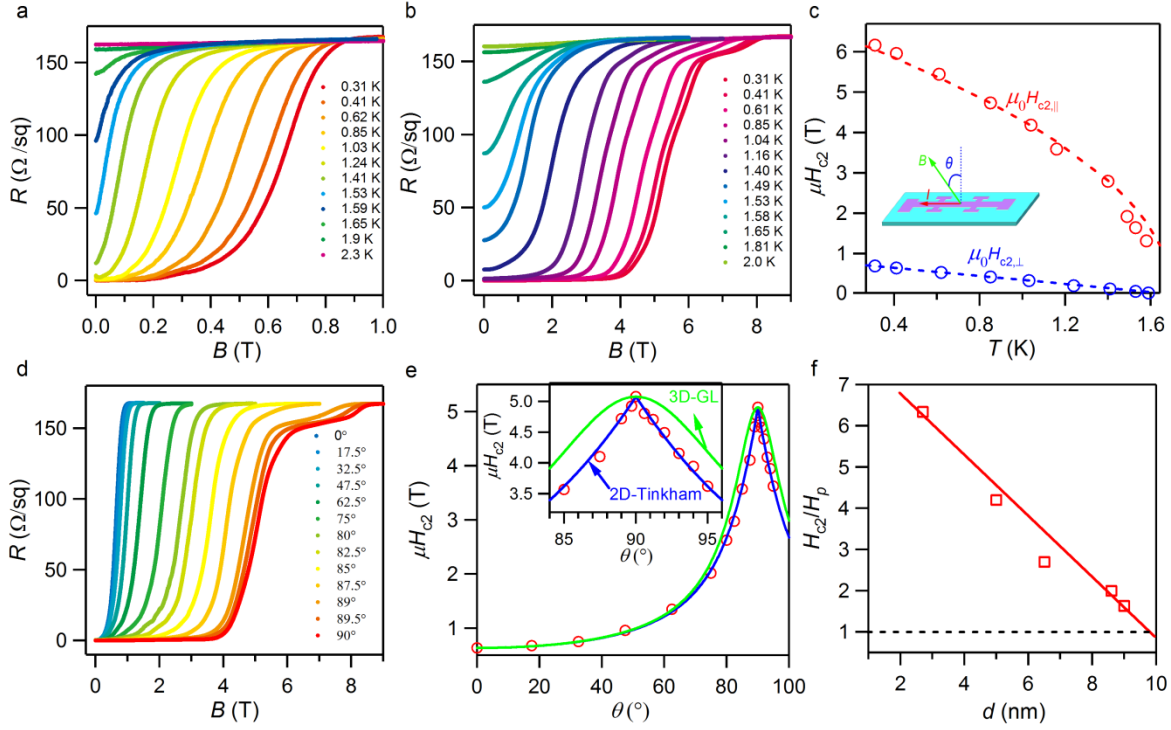 a
R (Ω/sq)
150
100
50
0
0.0 0.2 0.4 0.6 0.8 1.0
B (T)
0.31 K
0.41 K
0.62 K
0.85 K
1.03 K
1.24 K
1.41 K
1.53 K
1.59 K
1.65 K
1.9 K
2.3 K
b
R (Ω/sq)
150
100
50
0
0 2 4 6 8
B (T)
0.31 K
0.41 K
0.61 K
0.85 K
1.04 K
1.16 K
1.40 K
1.49 K
1.53 K
1.58 K
1.65 K
1.81 K
2.0 K
c
μHc2 (T)
6
5
4
3
2
1
0
0.4 0.8 1.2 1.6
T (K)
μ0Hc2,||
B
θ
I
μ0Hc2,⊥
d
R (Ω/sq)
150
100
50
0
0 2 4 6 8
B (T)
0°
17.5°
32.5°
47.5°
62.5°
75°
80°
82.5°
85°
87.5°
89°
89.5°
90°
e
μHc2 (T)
5
4
3
2
1
0 20 40 60 80 100
θ (°)
μHc2 (T)
5.0
4.5
4.0
3.5
85 90 95
θ (°)
3D-GL
2D-Tinkham
f
Hc2/Hp
7
6
5
4
3
2
1
0
2 4 6 8 10
d (nm)